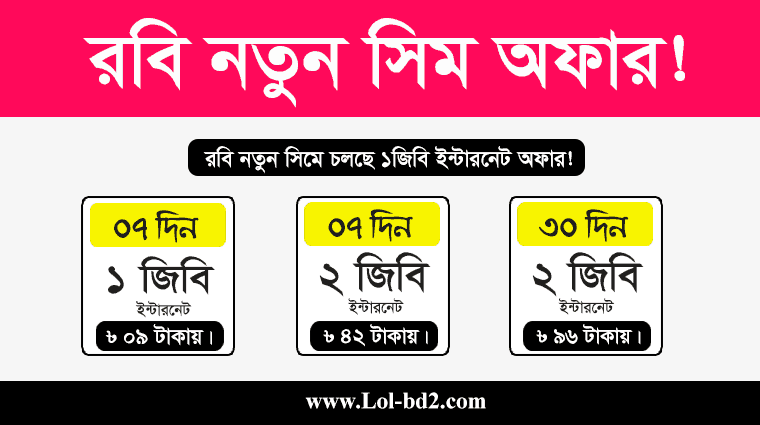 রবি নতুন সিম অফার!
রবি নতুন সিমে চলছে ১জিবি ইন্টারনেট অফার!
০৭ দিন
১ জিবি
ইন্টারনেট
৳ ০৯ টাকায়।
০৭ দিন
২ জিবি
ইন্টারনেট
৳ ৪২ টাকায়।
৩০ দিন
২ জিবি
ইন্টারনেট
৳ ৯৬ টাকায়।
www.Lol-bd2.com